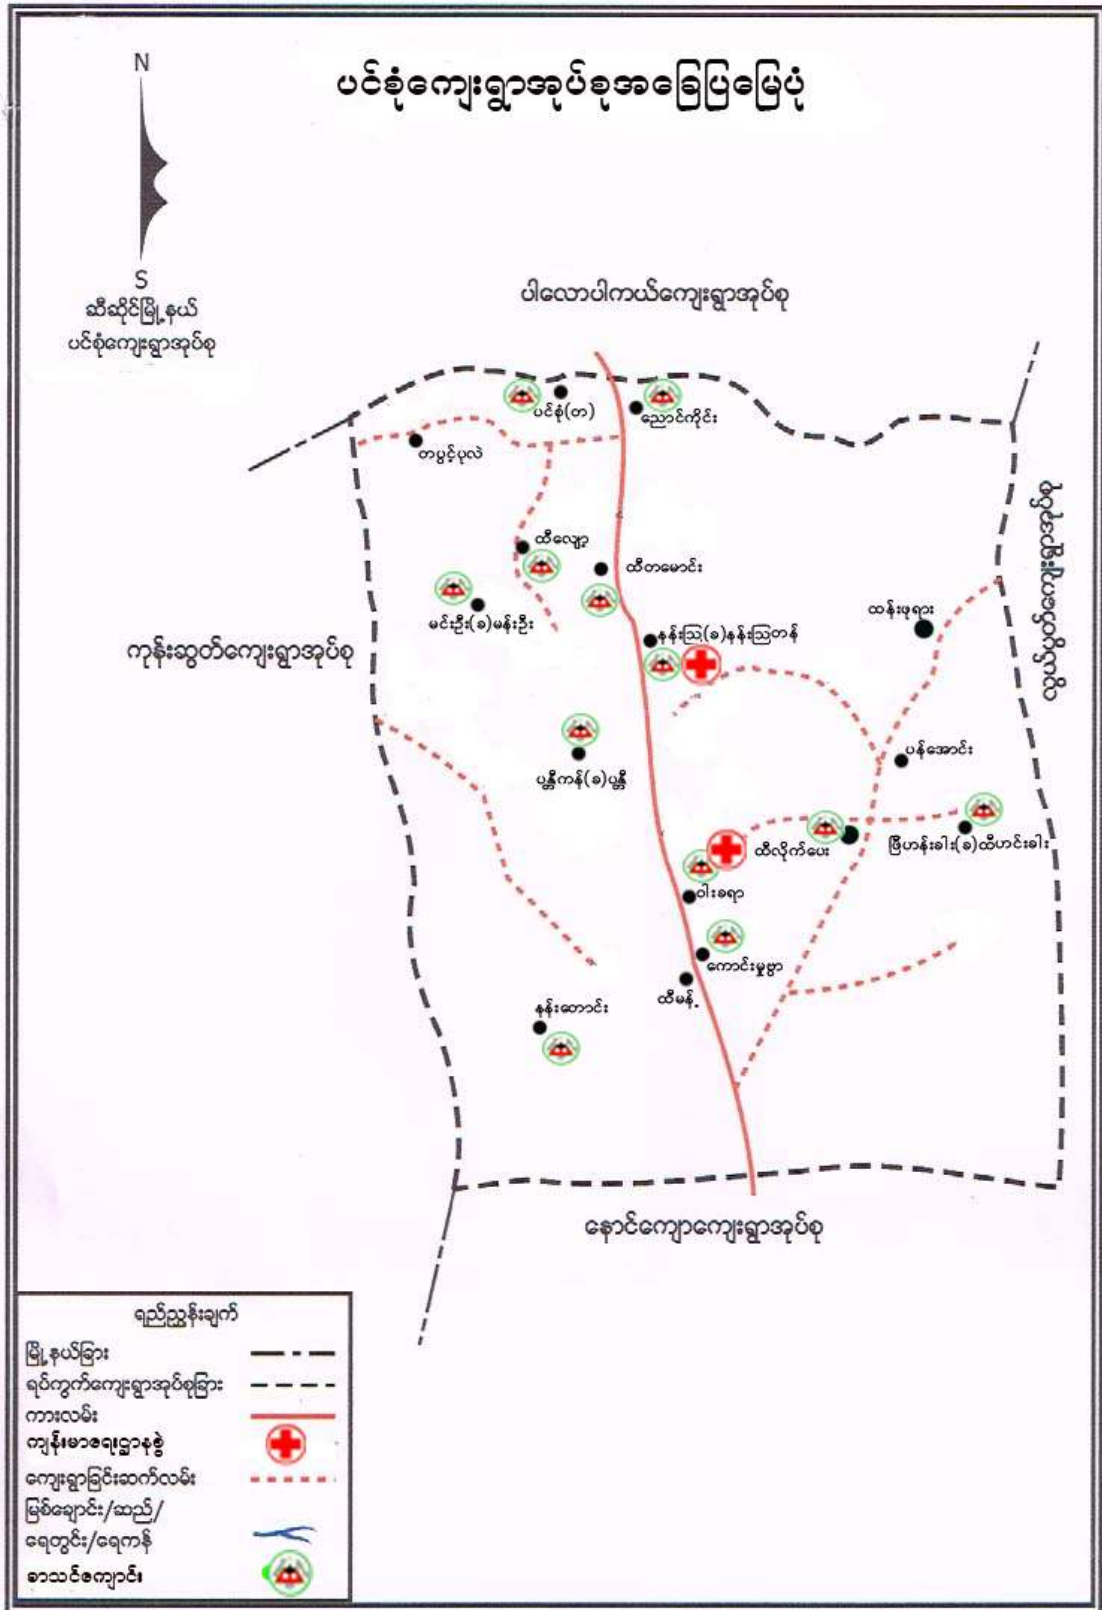 ပင်စုံကျေးရွာအုပ်စုအခြေပြမြေပုံ
N
S
ဆီဆိုင်မြို့နယ်
ပင်စုံကျေးရွာအုပ်စု
ပါလောပါကယ်ကျေးရွာအုပ်စု
ပင်စုံ(တ)
ညောင်ကိုင်း
တပွင့်ပုလဲ
ထီလျော့
ထီတမောင်း
မင်းဦး(ခ)မန်းဦး
ထန်းဖုရား
နန်းဩ(ခ)နန်းဩတန်
ကုန်းဆွတ်ကျေးရွာအုပ်စု
ပန်အောင်း
ပန္တီကန်(ခ)ပန္တီ
ထီလိုက်ပေး
ဖြီဟန်းခါး(ခ)ထီဟင်းခါး
ဝါးခရာ
ကောင်းမှုဗွာ
ထီမန့်
နန်းတောင်း
နောင်ကျောကျေးရွာအုပ်စု
ရည်ညွှန်းချက်
မြို့နယ်ခြား
ရပ်ကွက်ကျေးရွာအုပ်စုခြား
ကားလမ်း
ကျန်းမာရေးဌာနခွဲ
ကျေးရွာခြင်းဆက်လမ်း
မြစ်ချောင်း/ဆည်/
ရေတွင်း/ရေကန်
စာသင်ကျောင်း